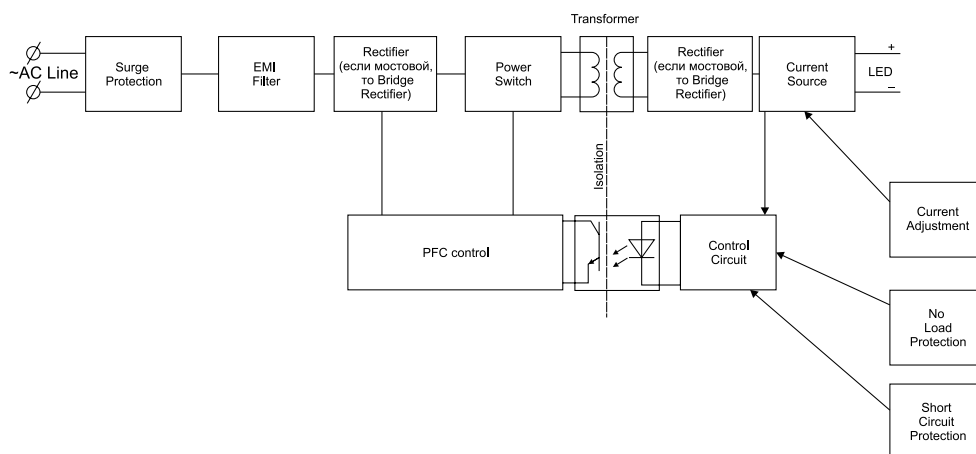 Transformer
~AC Line
Surge
Protection
EMI
Filter
Rectifier
(если мостовой,
то Bridge
Rectifier)
Power
Switch
Rectifier
(если мостовой,
то Bridge
Rectifier)
Current
Source
+
LED
–
Isolation
PFC control
Control
Circuit
Current
Adjustment
No
Load
Protection
Short
Circuit
Protection